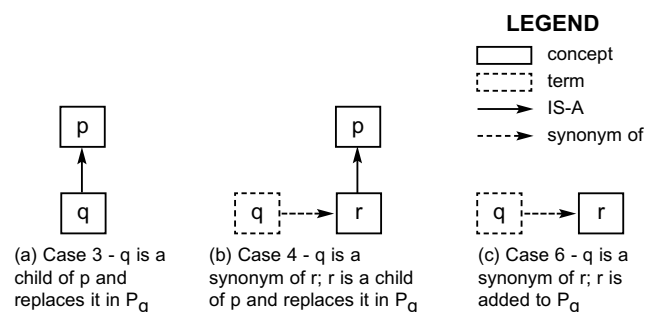 LEGEND
concept
term
IS-A
synonym of
p
q
(a) Case 3 - q is a
child of p and
replaces it in Pq
p
q
r
(b) Case 4 - q is a
synonym of r; r is a child
of p and replaces it in Pq
q
r
(c) Case 6 - q is a
synonym of r; r is
added to Pq